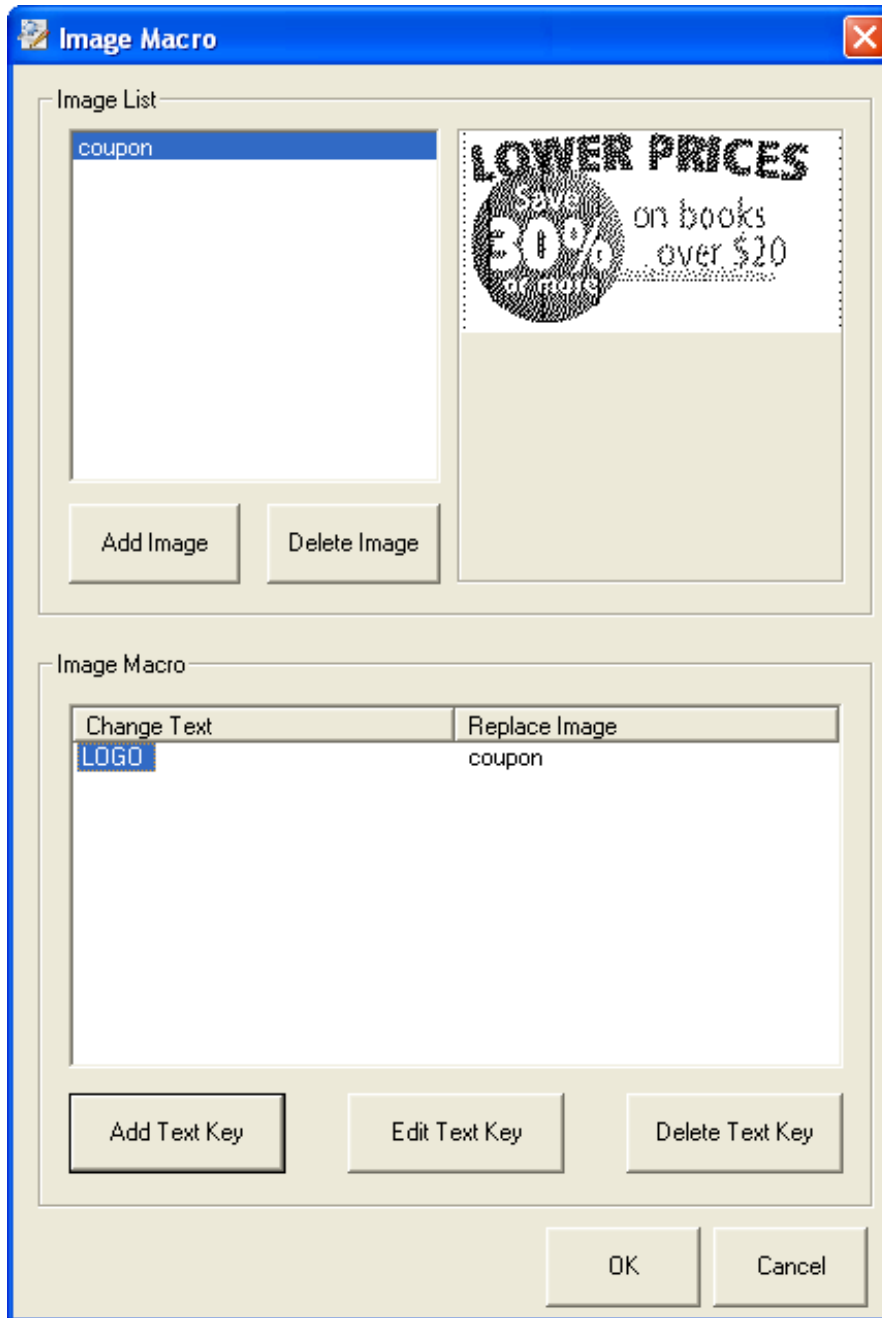 Image Macro
Image List
coupon
LOWER PRICES
Save
30%
or more
on books
over $20
Add Image
Delete Image
Image Macro
Change Text Replace Image
LOGO coupon
Add Text Key
Edit Text Key
Delete Text Key
OK
Cancel